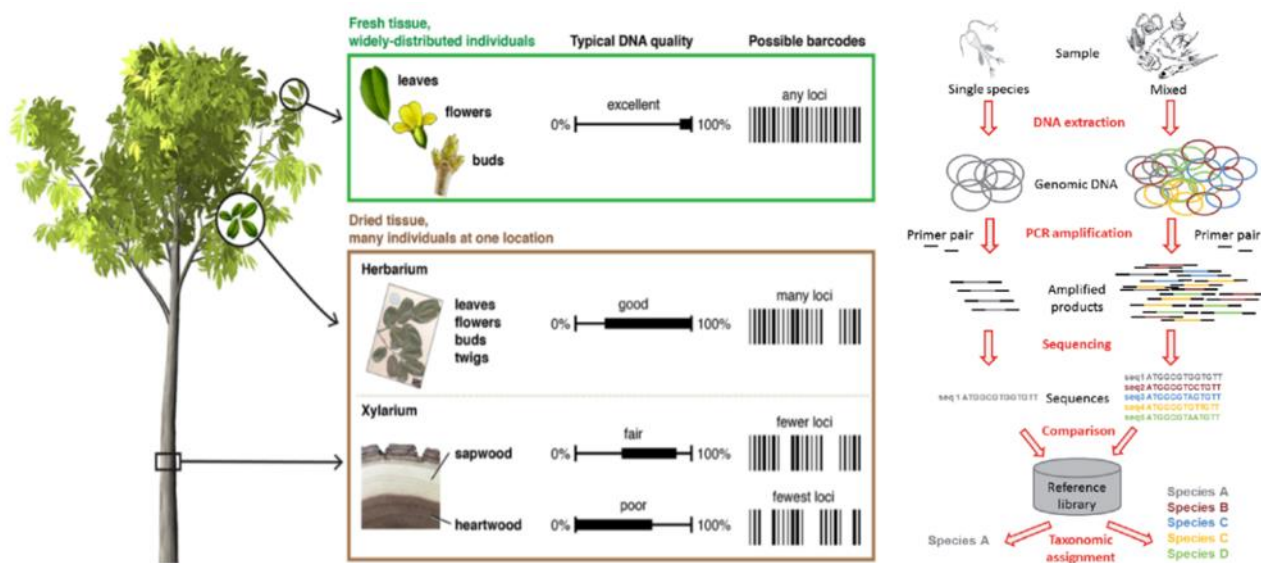 Fresh tissue,
widely-distributed individuals
Typical DNA quality
Possible barcodes
leaves
flowers
buds
excellent
0%
100%
any loci
Dried tissue,
many individuals at one location
Herbarium
leaves
flowers
buds
twigs
good
0%
100%
many loci
Xylarium
sapwood
fair
0%
100%
fewer loci
heartwood
poor
0%
100%
fewest loci
Sample
Single species
Mixed
DNA extraction
Genomic DNA
Primer pair
PCR amplification
Primer pair
Amplified
products
Sequencing
seq 1 ATGGCGTGGTGTT
Sequences
seq1 ATGGCGTGGTGTT
seq2 ATGGCGTCCTGTT
seq3 ATGGCGTAGTGTT
seq4 ATGGCGTGTTGTT
seq5 ATGGCGTAATGTT
Comparison
Reference
library
Species A
Taxonomic
assignment
Species A
Species B
Species C
Species C
Species D